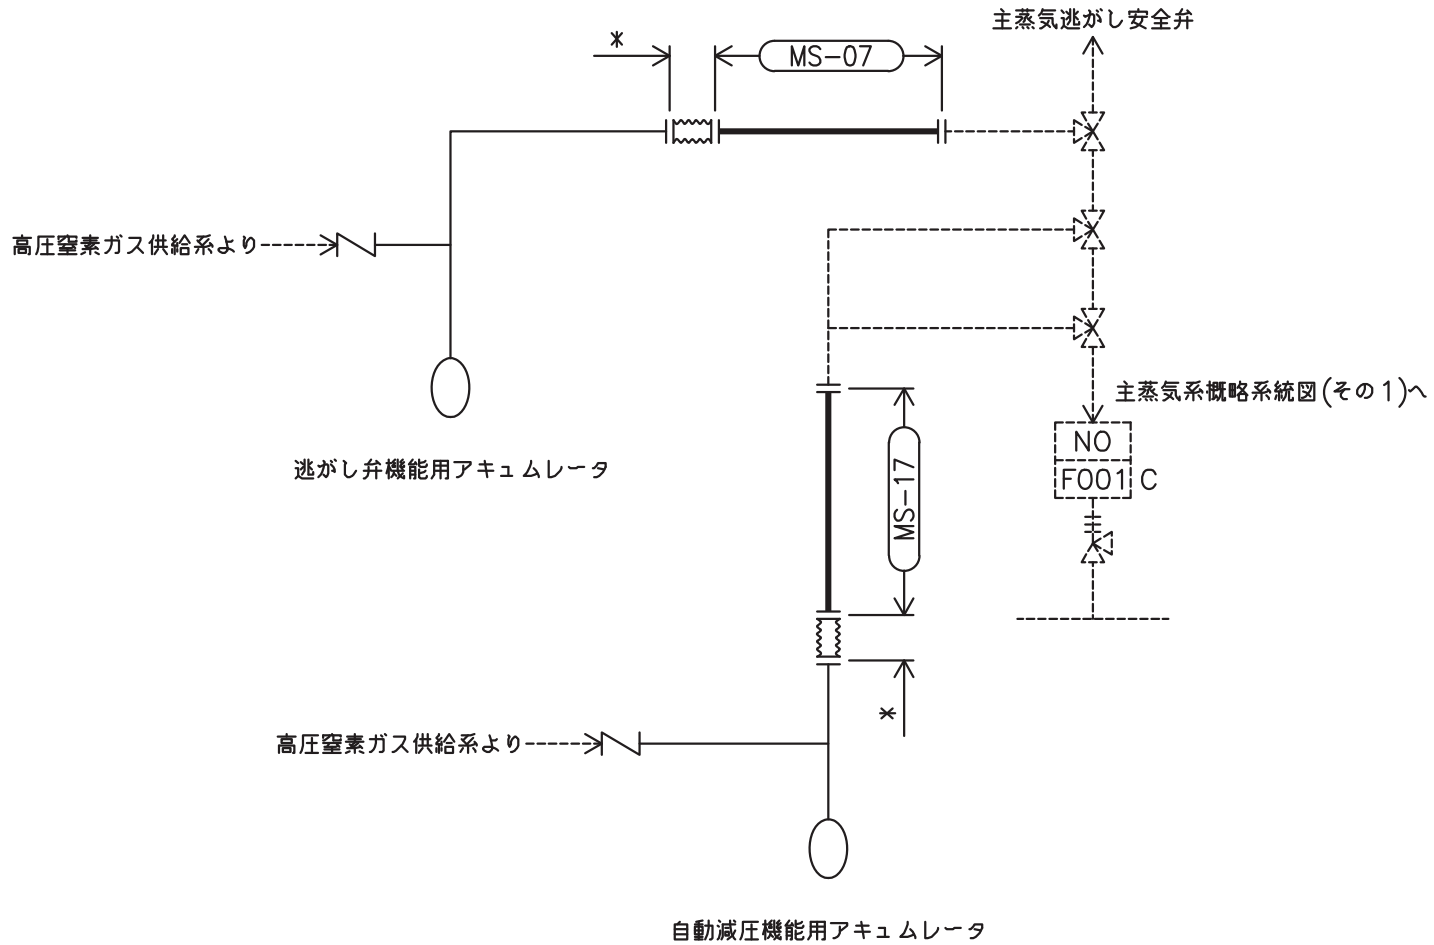 主蒸気逃がし安全弁
*
MS-07
高圧窒素ガス供給系より
主蒸気系概略系統図(その1)へ
NO
F001 C
逃がし弁機能用アキュムレータ
MS-17
*
高圧窒素ガス供給系より
自動減圧機能用アキュムレータ